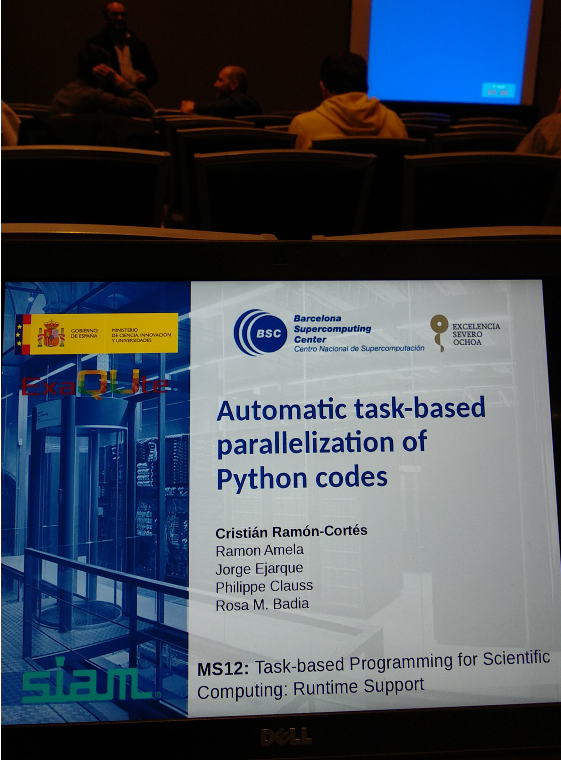 GOBIERNO
DE ESPAÑA
MINISTERIO
DE CIENCIA, INNOVACIÓN
Y UNIVERSIDADES
BSC
Barcelona
Supercomputing
Center
Centro Nacional de Supercomputación
EXCELENCIA
SEVERO
OCHOA
ExaQUte
Automatic task-based
parallelization of
Python codes
Cristián Ramón-Cortés
Ramon Amela
Jorge Ejarque
Philippe Clauss
Rosa M. Badia
siam
MS12: Task-based Programming for Scientific
Computing: Runtime Support
DELL